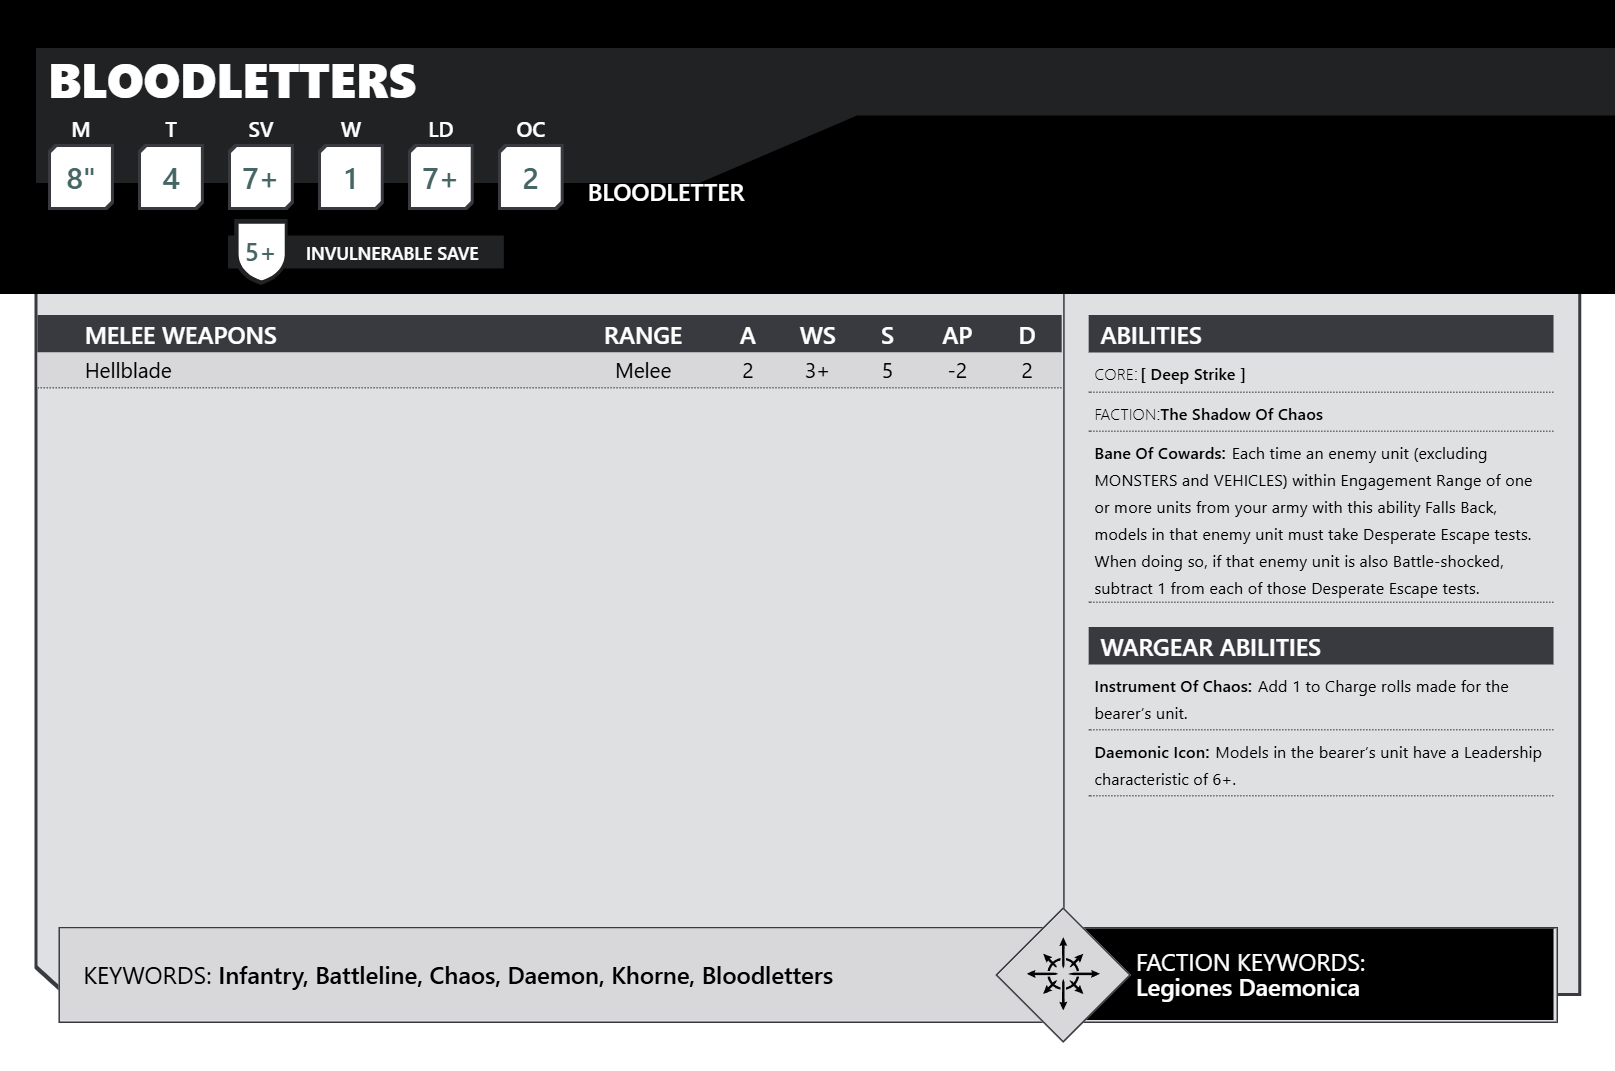 BLOODLETTERS
M T SV W LD OC
8" 4 7+ 1 7+ 2 BLOODLETTER
5+ INVULNERABLE SAVE
MELEE WEAPONS RANGE A WS S AP D
Hellblade Melee 2 3+ 5 -2 2
ABILITIES
CORE: [ Deep Strike ]
FACTION:The Shadow Of Chaos
Bane Of Cowards: Each time an enemy unit (excluding
MONSTERS and VEHICLES) within Engagement Range of one
or more units from your army with this ability Falls Back,
models in that enemy unit must take Desperate Escape tests.
When doing so, if that enemy unit is also Battle-shocked,
subtract 1 from each of those Desperate Escape tests.
WARGEAR ABILITIES
Instrument Of Chaos: Add 1 to Charge rolls made for the
bearer’s unit.
Daemonic Icon: Models in the bearer’s unit have a Leadership
characteristic of 6+.
KEYWORDS: Infantry, Battleline, Chaos, Daemon, Khorne, Bloodletters
FACTION KEYWORDS:
Legiones Daemonica